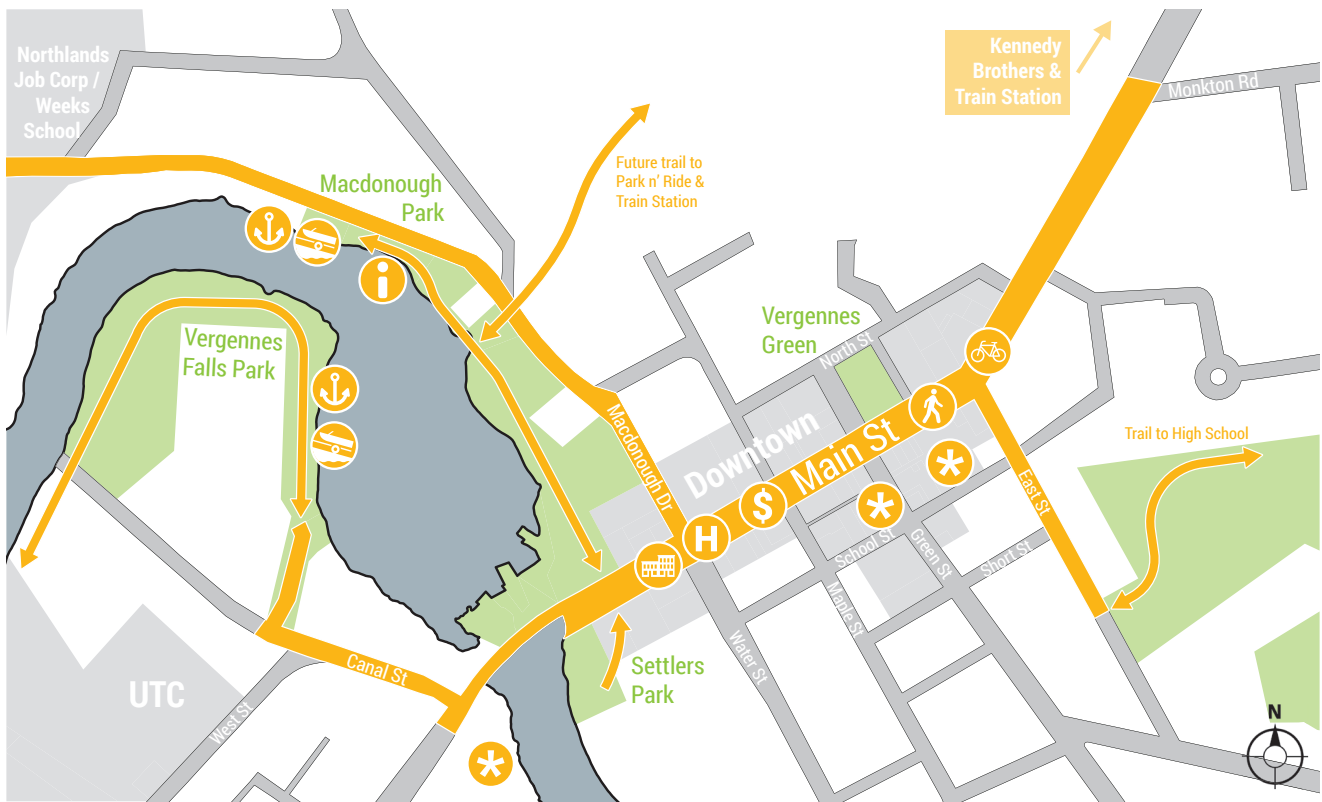 Northlands
Job Corp /
Weeks
School
Kennedy
Brothers &
Train Station
Monkton Rd
Future trail to
Park n' Ride &
Train Station
Macdonough
Park
Vergennes
Green
North St
Vergennes
Falls Park
Macdonough Dr
Downtown
Main St
$
*
*
H
Trail to High School
East St
School St
Green St
Short St
Maple St
Water St
Settlers
Park
Canal St
UTC
West St
*
i
N